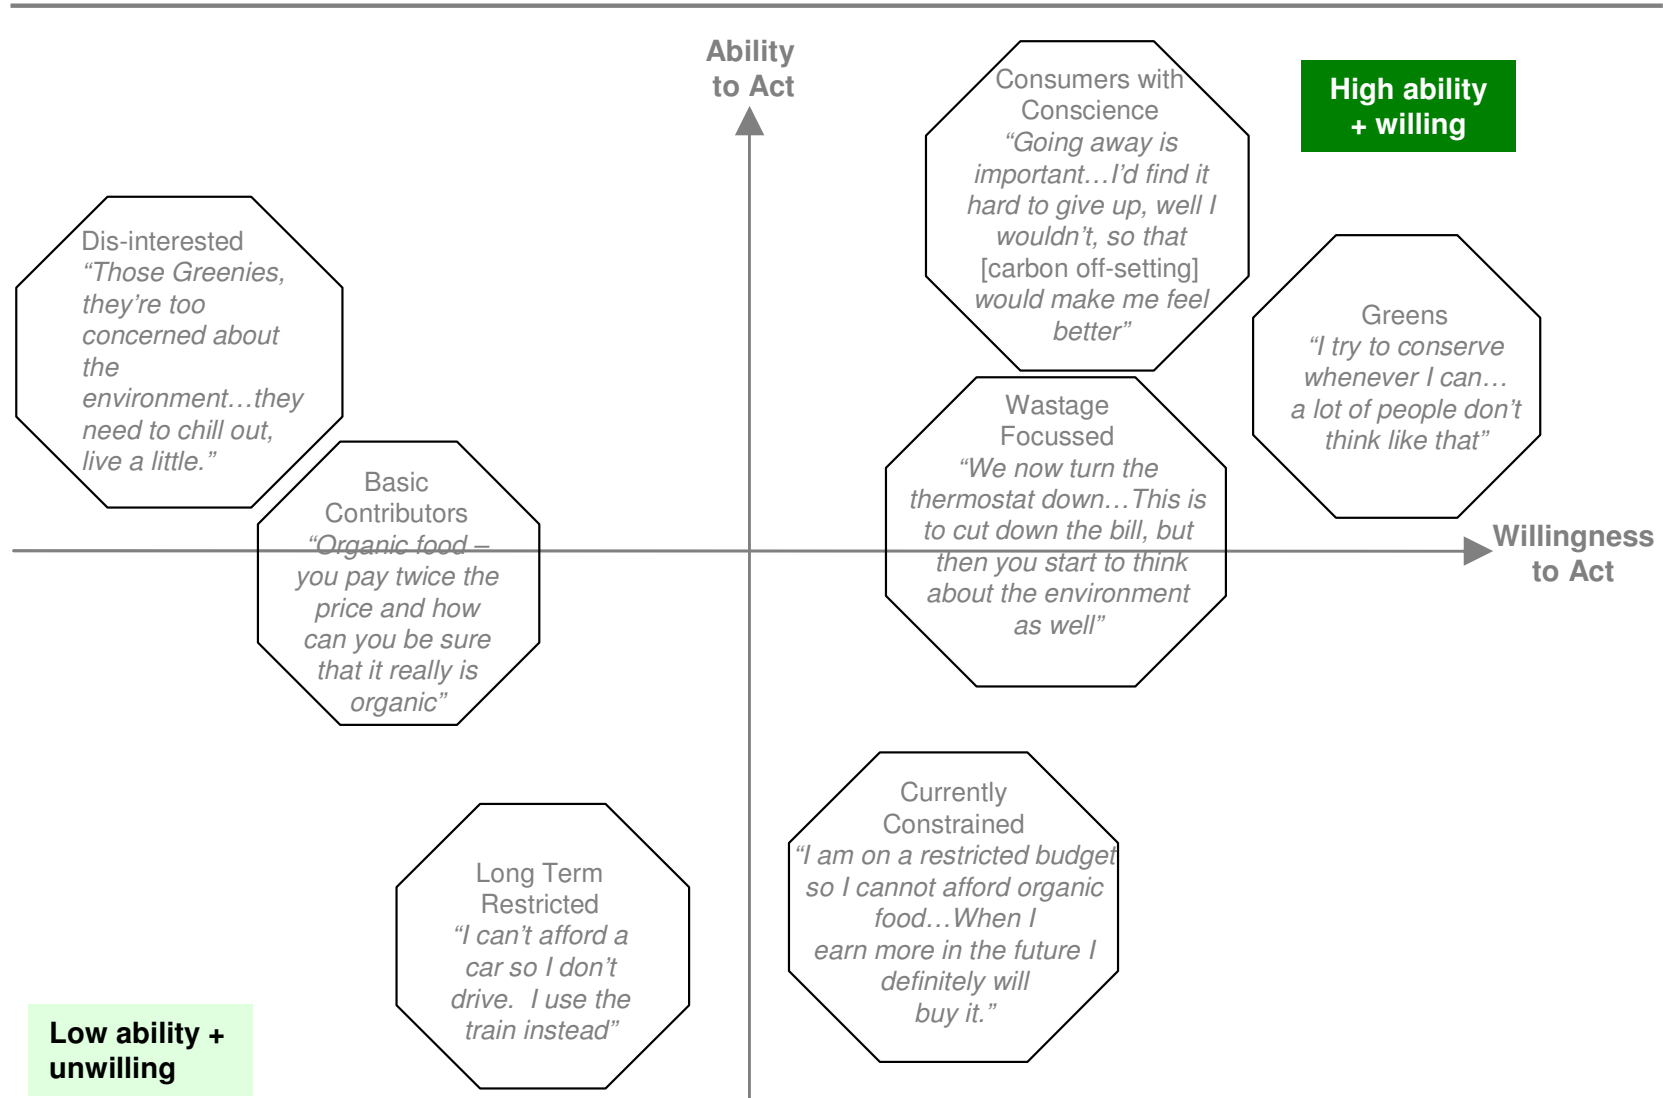 Ability
to Act
Consumers with
Conscience
“Going away is
important…I’d find it
hard to give up, well I
wouldn’t, so that
[carbon off-setting]
would make me feel
better”
High ability
+ willing
Dis-interested
“Those Greenies,
they’re too
concerned about
the
environment…they
need to chill out,
live a little.”
Greens
“I try to conserve
whenever I can…
a lot of people don’t
think like that”
Basic
Contributors
“Organic food –
you pay twice the
price and how
can you be sure
that it really is
organic”
Wastage
Focussed
“We now turn the
thermostat down…This is
to cut down the bill, but
then you start to think
about the environment
as well”
Willingness
to Act
Long Term
Restricted
“I can’t afford a
car so I don’t
drive.  I use the
train instead”
Currently
Constrained
“I am on a restricted budget
so I cannot afford organic
food…When I
earn more in the future I
definitely will
buy it.”
Low ability +
unwilling